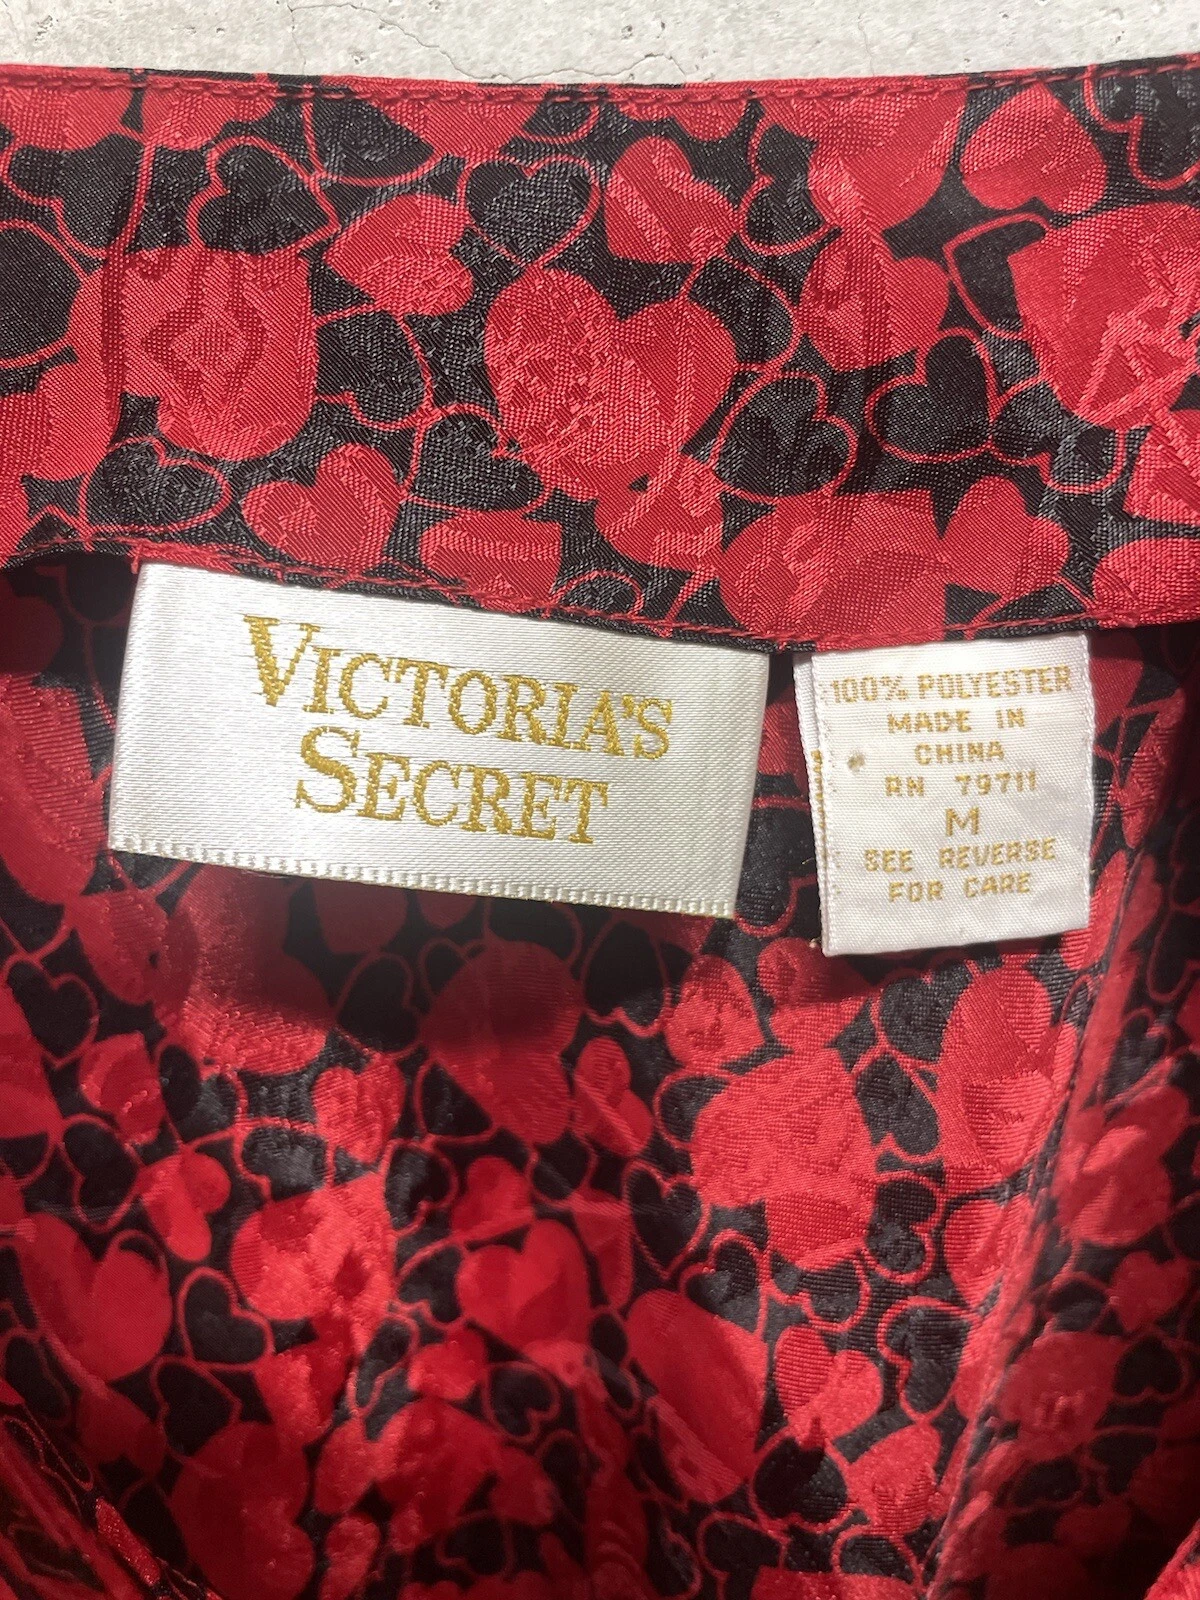 VICTORIA'S
SECRET
100% POLYESTER
MADE IN
CHINA
RN 79711
M
SEE REVERSE
FOR CARE